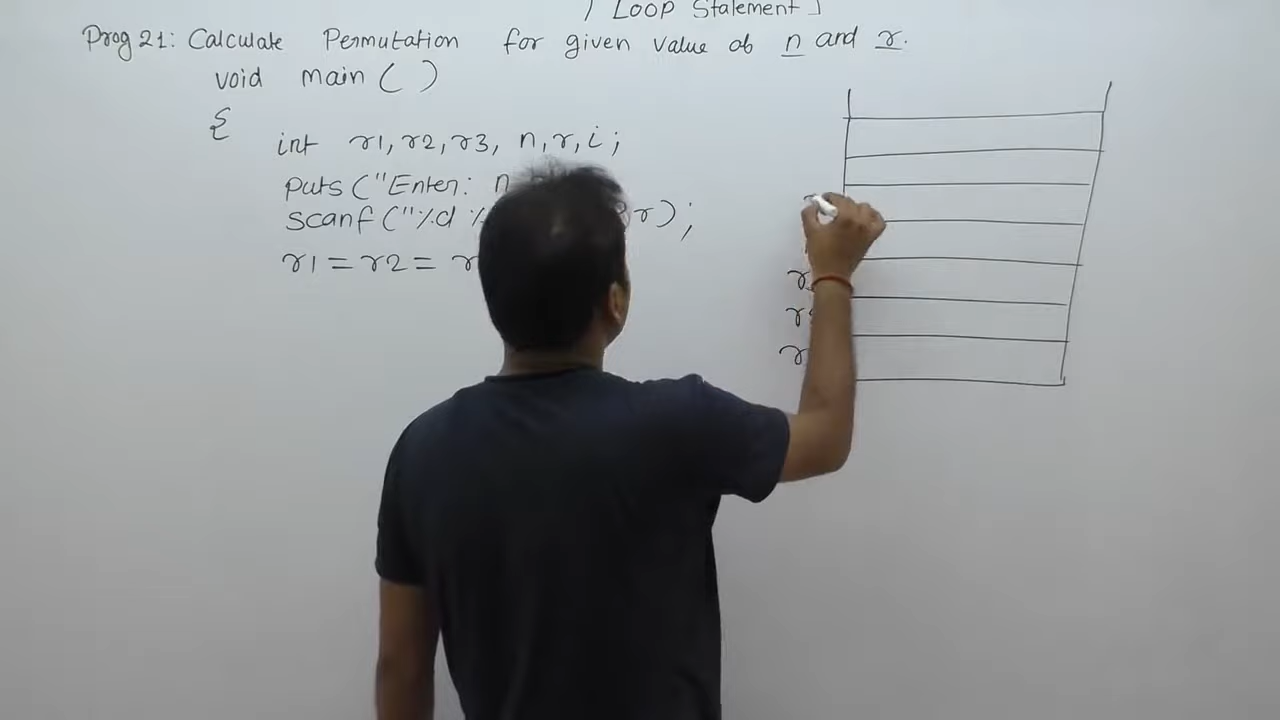 [ Loop Statement ]
Prog 21: Calculate Permutation for given value of n and r.
void main ( )
{
int r1, r2, r3, n, r, i ;
puts ("Enter: n
scanf ("%d % r);
r1 = r2 = r
r
r
r